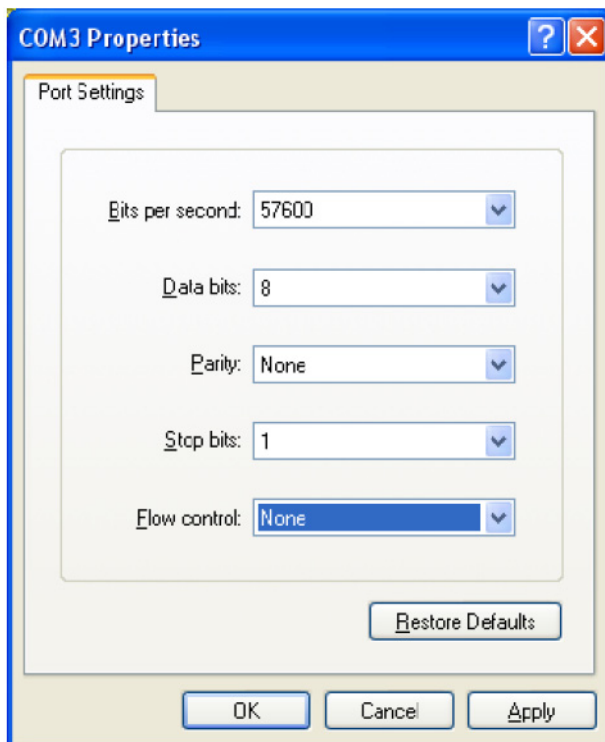 COM3 Properties
Port Settings
Bits per second: 57600
Data bits: 8
Parity: None
Stop bits: 1
Flow control: None
Restore Defaults
OK Cancel Apply